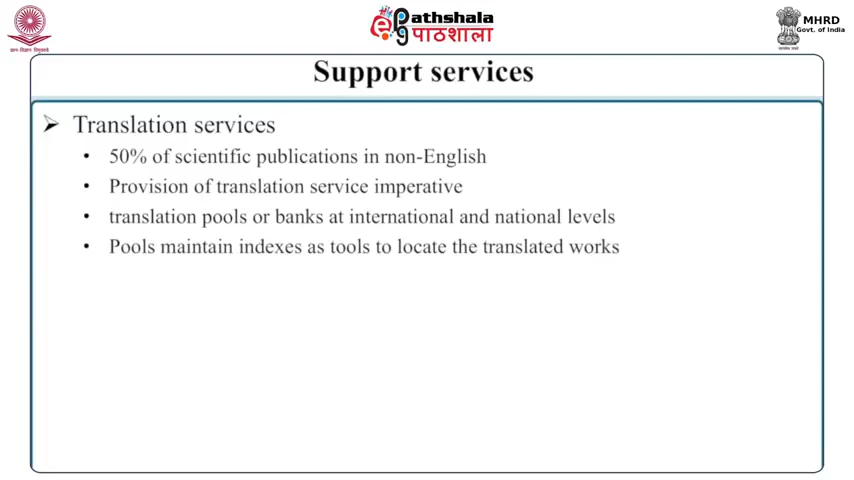 ज्ञान-विज्ञान विमुक्तये
epathshala
पाठशाला
MHRD
Govt. of India
Support services
➢ Translation services
• 50% of scientific publications in non-English
• Provision of translation service imperative
• translation pools or banks at international and national levels
• Pools maintain indexes as tools to locate the translated works